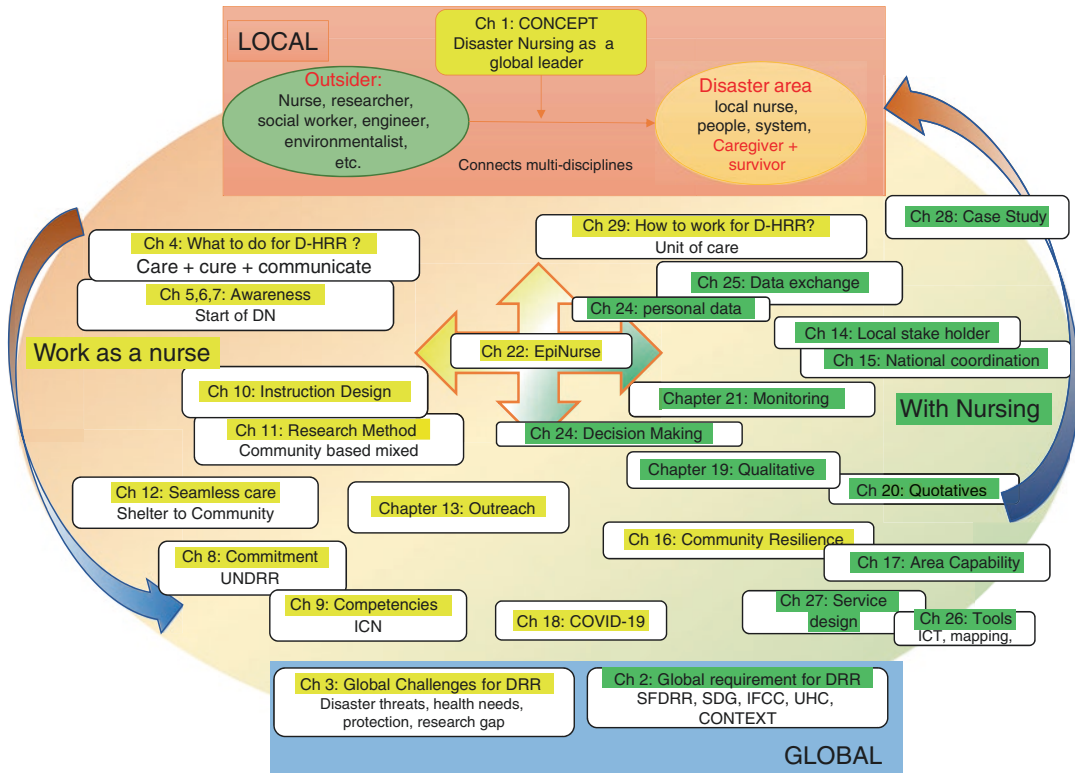 LOCAL
Ch 1: CONCEPT
Disaster Nursing as a
global leader
Outsider:
Nurse, researcher,
social worker, engineer,
environmentalist,
etc.
Connects multi-disciplines
Disaster area
local nurse,
people, system,
Caregiver +
survivor
Ch 28: Case Study
Ch 4: What to do for D-HRR ?
Care + cure + communicate
Ch 5,6,7: Awareness
Start of DN
Ch 29: How to work for D-HRR?
Unit of care
Ch 25: Data exchange
Ch 24: personal data
Ch 14: Local stake holder
Ch 15: National coordination
Work as a nurse
Ch 22: EpiNurse
Ch 10: Instruction Design
Ch 11: Research Method
Community based mixed
Chapter 21: Monitoring
With Nursing
Ch 24: Decision Making
Chapter 19: Qualitative
Ch 20: Quotatives
Ch 12: Seamless care
Shelter to Community
Chapter 13: Outreach
Ch 16: Community Resilience
Ch 17: Area Capability
Ch 8: Commitment
UNDRR
Ch 9: Competencies
ICN
Ch 18: COVID-19
Ch 27: Service
design
Ch 26: Tools
ICT, mapping,
Ch 3: Global Challenges for DRR
Disaster threats, health needs,
protection, research gap
Ch 2: Global requirement for DRR
SFDRR, SDG, IFCC, UHC,
CONTEXT
GLOBAL